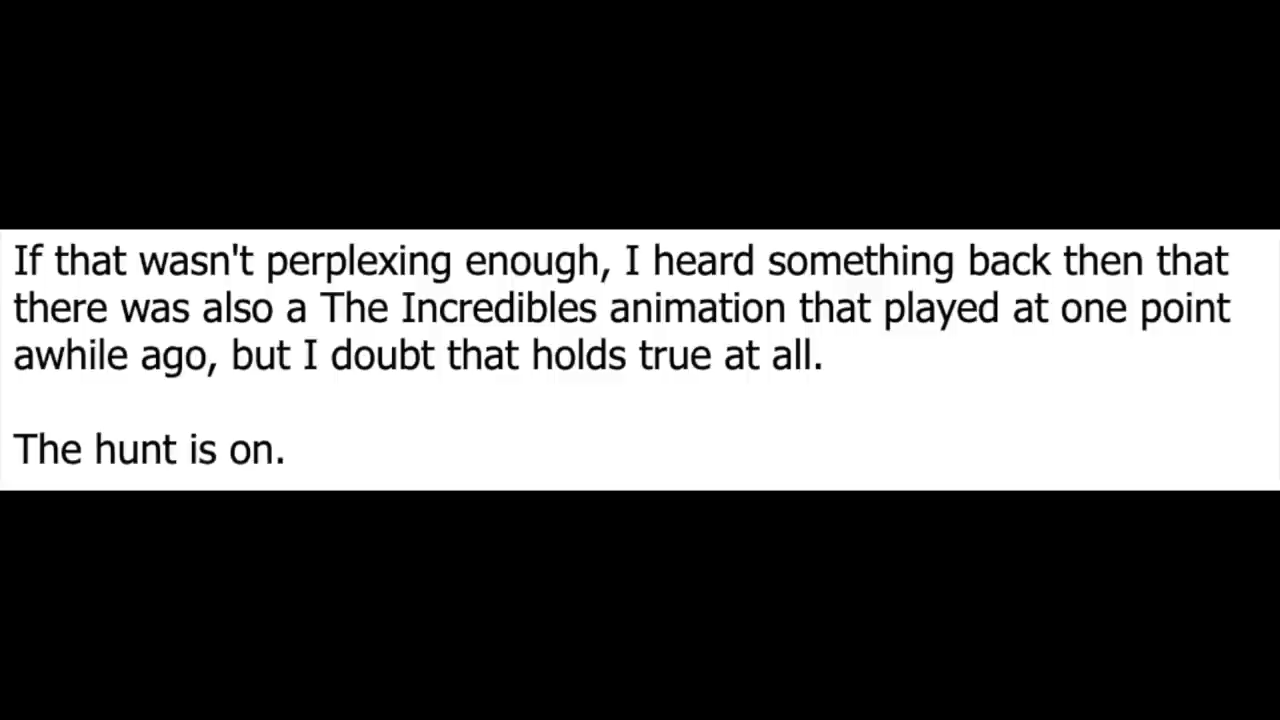 If that wasn't perplexing enough, I heard something back then that
there was also a The Incredibles animation that played at one point
awhile ago, but I doubt that holds true at all.
The hunt is on.